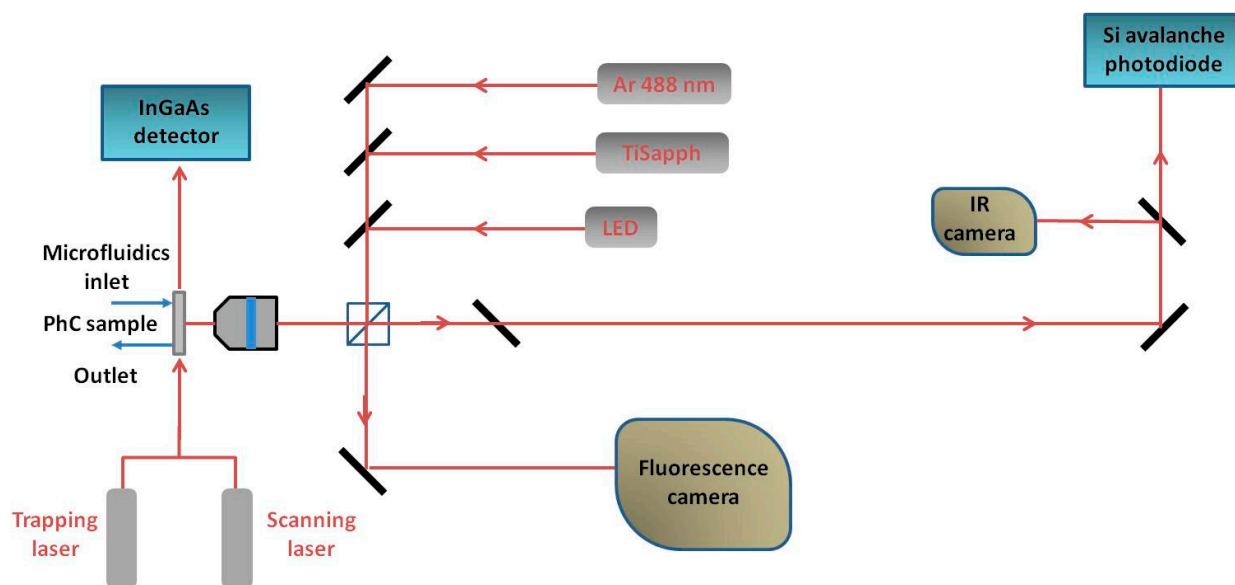 Si avalanche
photodiode
Ar 488 nm
InGaAs
detector
TiSapph
IR
camera
LED
Microfluidics
inlet
PhC sample
Outlet
Fluorescence
camera
Trapping
laser
Scanning
laser